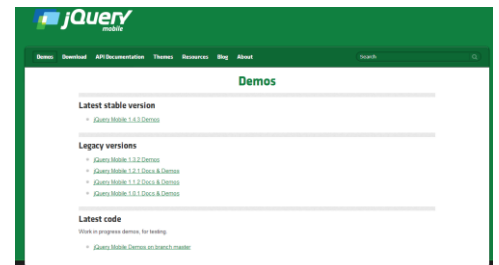 jQuery
mobile
Demos Download API Documentation Themes Resources Blog About Search
Demos
Latest stable version
jQuery Mobile 1.4.3 Demos
Legacy versions
jQuery Mobile 1.3.2 Demos
jQuery Mobile 1.2.1 Docs & Demos
jQuery Mobile 1.1.2 Docs & Demos
jQuery Mobile 1.0.1 Docs & Demos
Latest code
Work in progress demos, for testing.
jQuery Mobile Demos on branch master